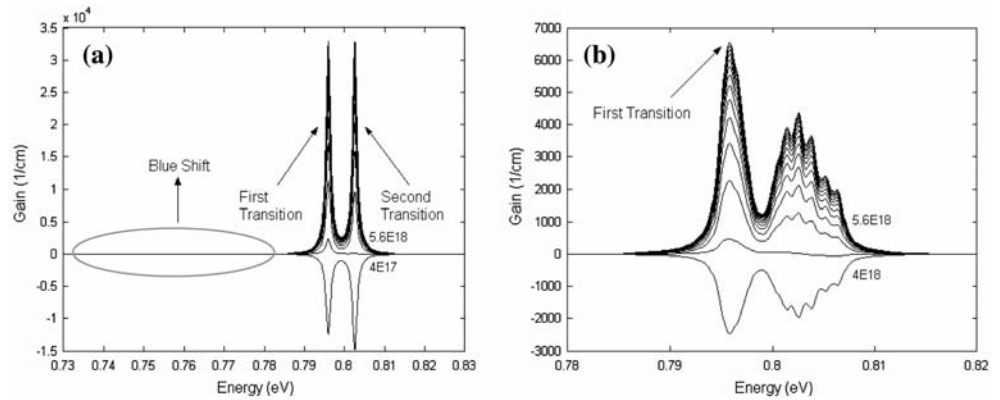 x 10^4
(a)
3.5
3
2.5
2
1.5
1
0.5
0
-0.5
-1
-1.5
Gain (1/cm)
Blue Shift
First
Transition
Second
Transition
5.6E18
4E17
0.73 0.74 0.75 0.76 0.77 0.78 0.79 0.8 0.81 0.82 0.83
Energy (eV)
(b)
7000
6000
5000
4000
3000
2000
1000
0
-1000
-2000
-3000
Gain (1/cm)
First Transition
5.6E18
4E18
0.78 0.79 0.8 0.81 0.82
Energy (eV)